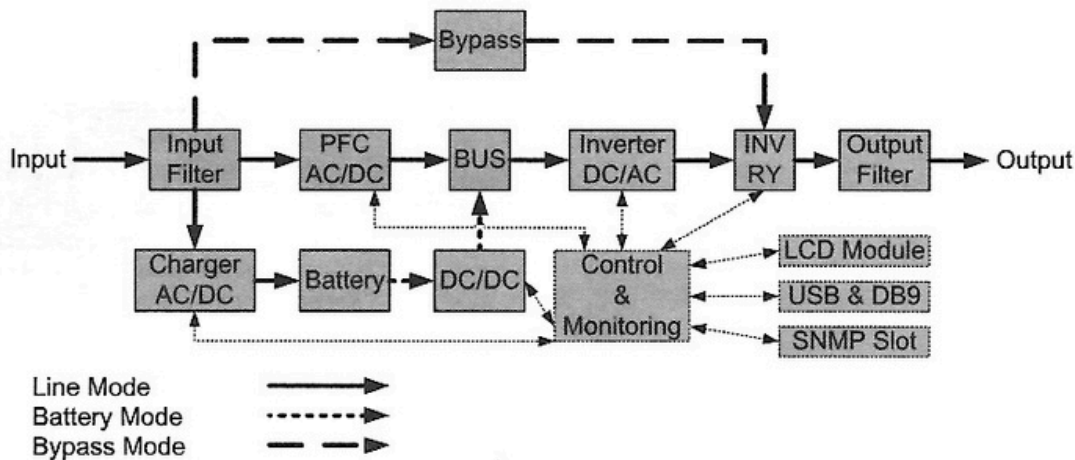 Bypass
Input
Input
Filter
PFC
AC/DC
BUS
Inverter
DC/AC
INV
RY
Output
Filter
Output
Charger
AC/DC
Battery
DC/DC
Control
&
Monitoring
LCD Module
USB & DB9
SNMP Slot
Line Mode
Battery Mode
Bypass Mode